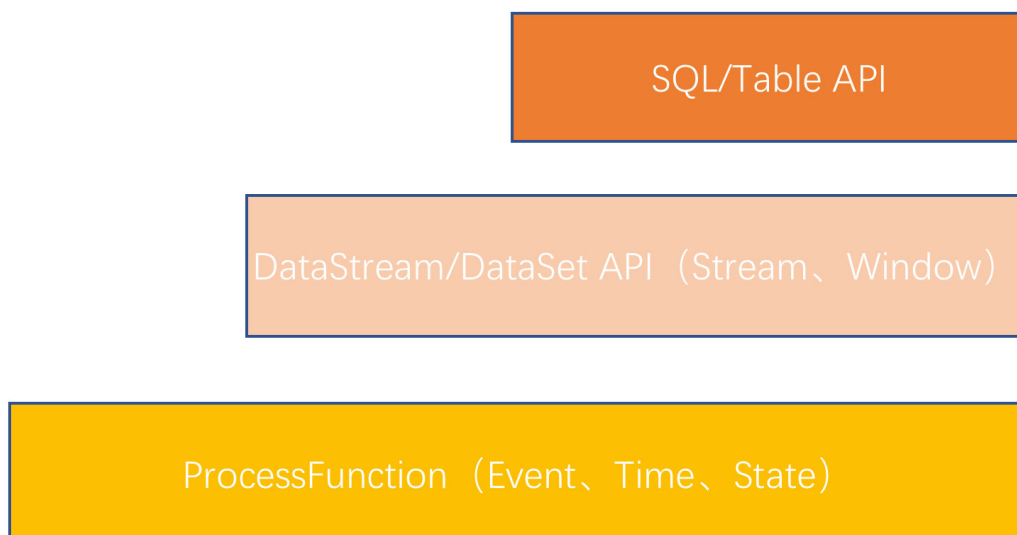 SQL/Table API
DataStream/DataSet API（Stream、Window）
ProcessFunction（Event、Time、State）